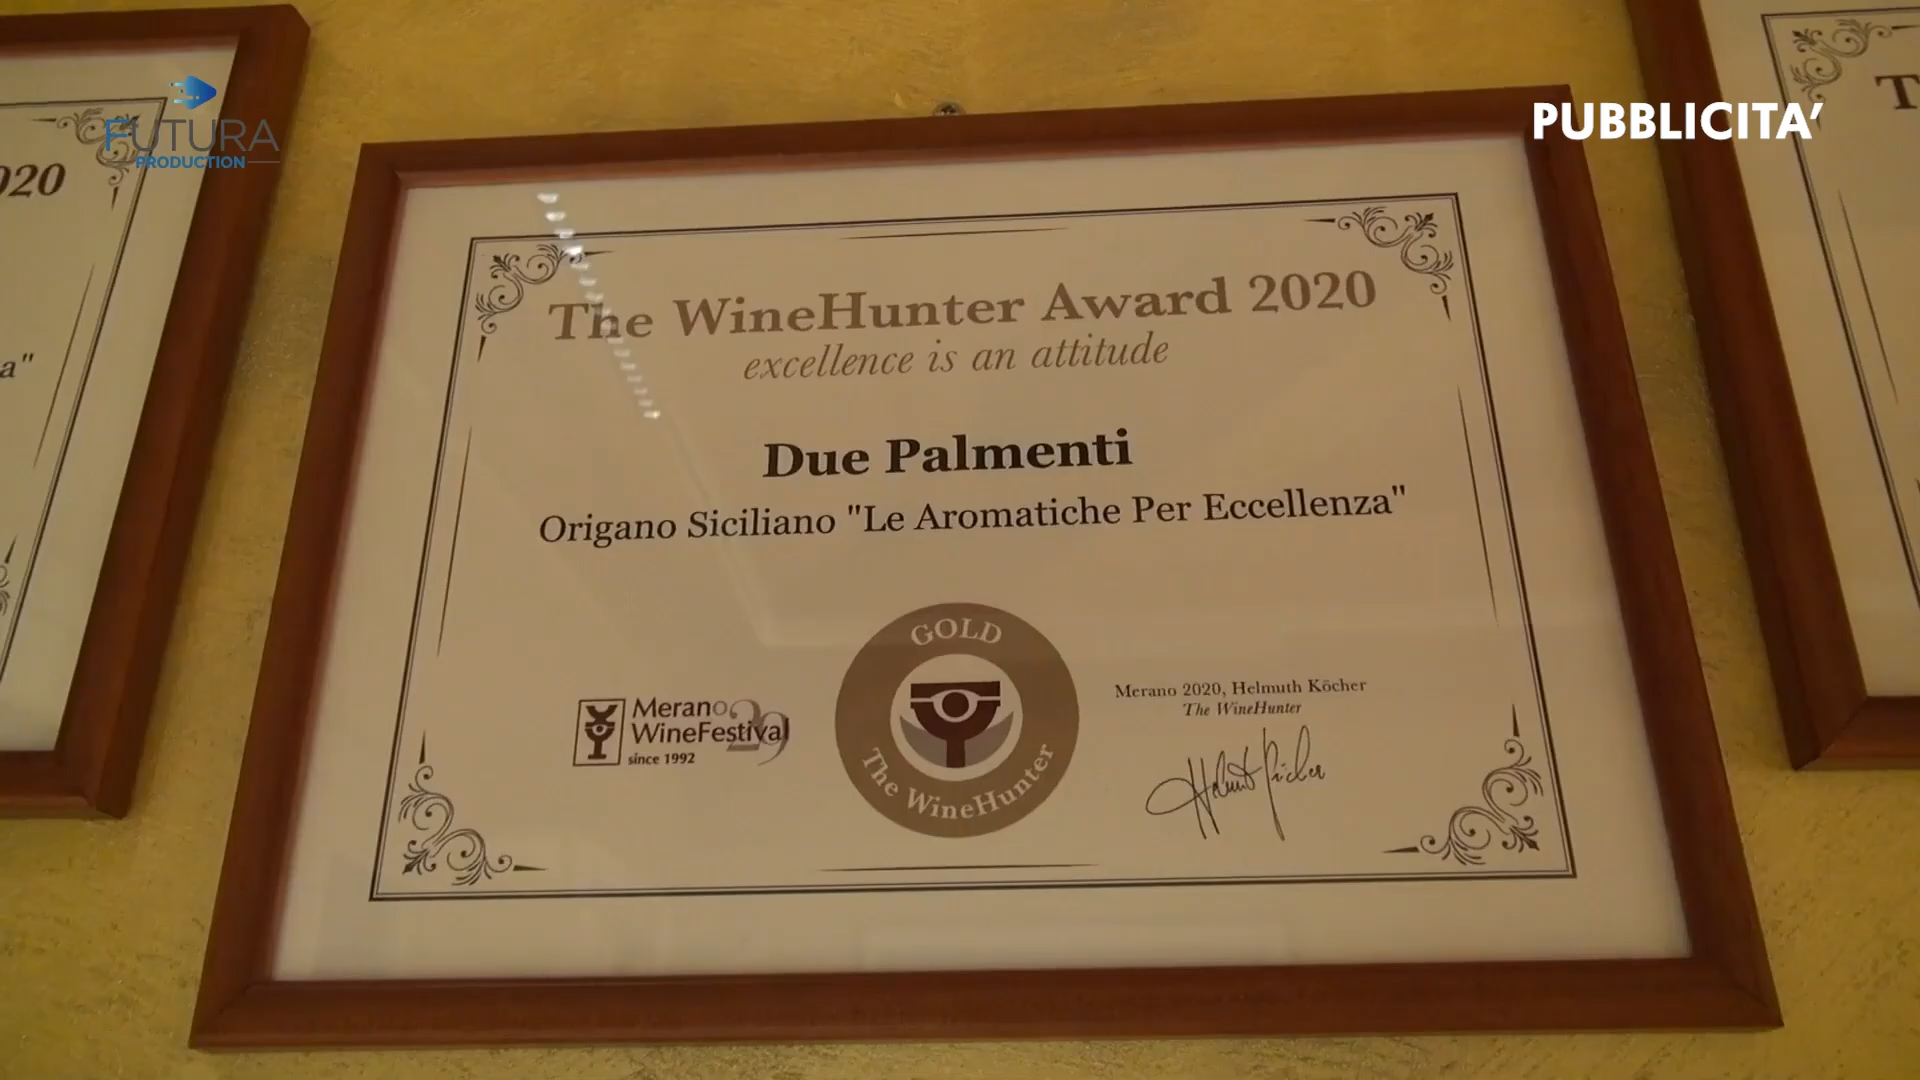 FUTURA
PRODUCTION
PUBBLICITA’
020
a"
T
The WineHunter Award 2020
excellence is an attitude
Due Palmenti
Origano Siciliano "Le Aromatiche Per Eccellenza"
GOLD
The WineHunter
Merano
WineFestival
29
since 1992
Merano 2020, Helmuth Köcher
The WineHunter